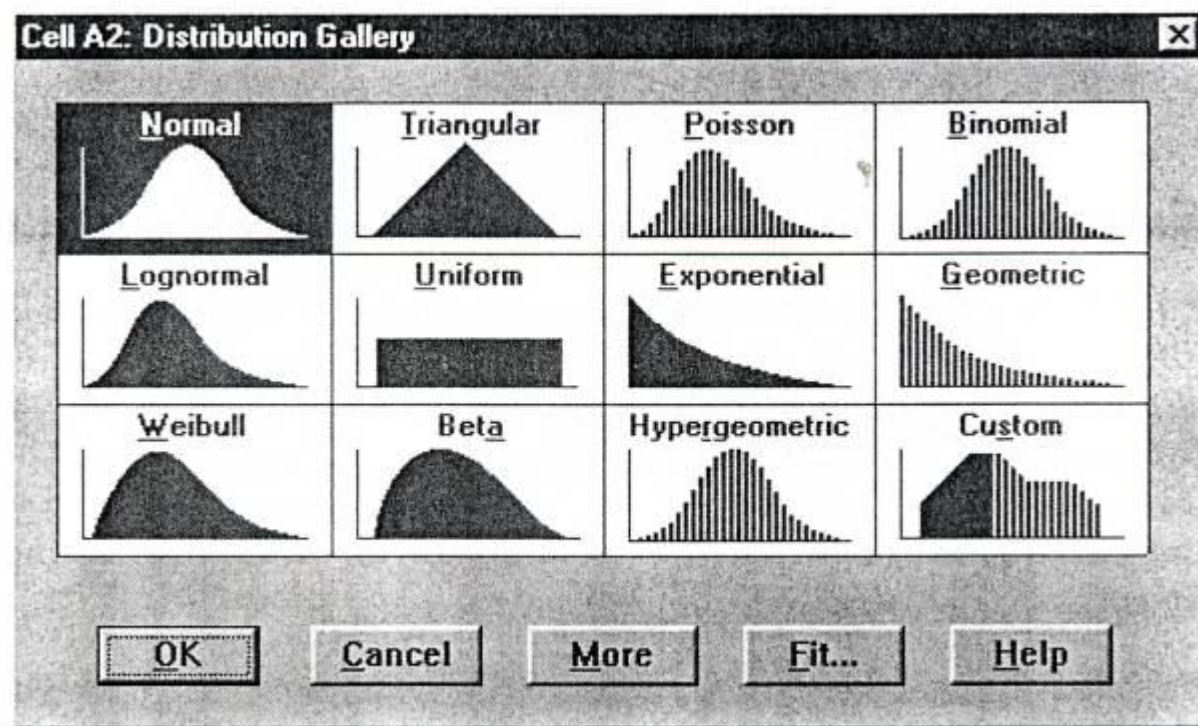 Cell A2: Distribution Gallery
Normal Triangular Poisson Binomial
Lognormal Uniform Exponential Geometric
Weibull Beta Hypergeometric Custom
OK Cancel More Fit... Help